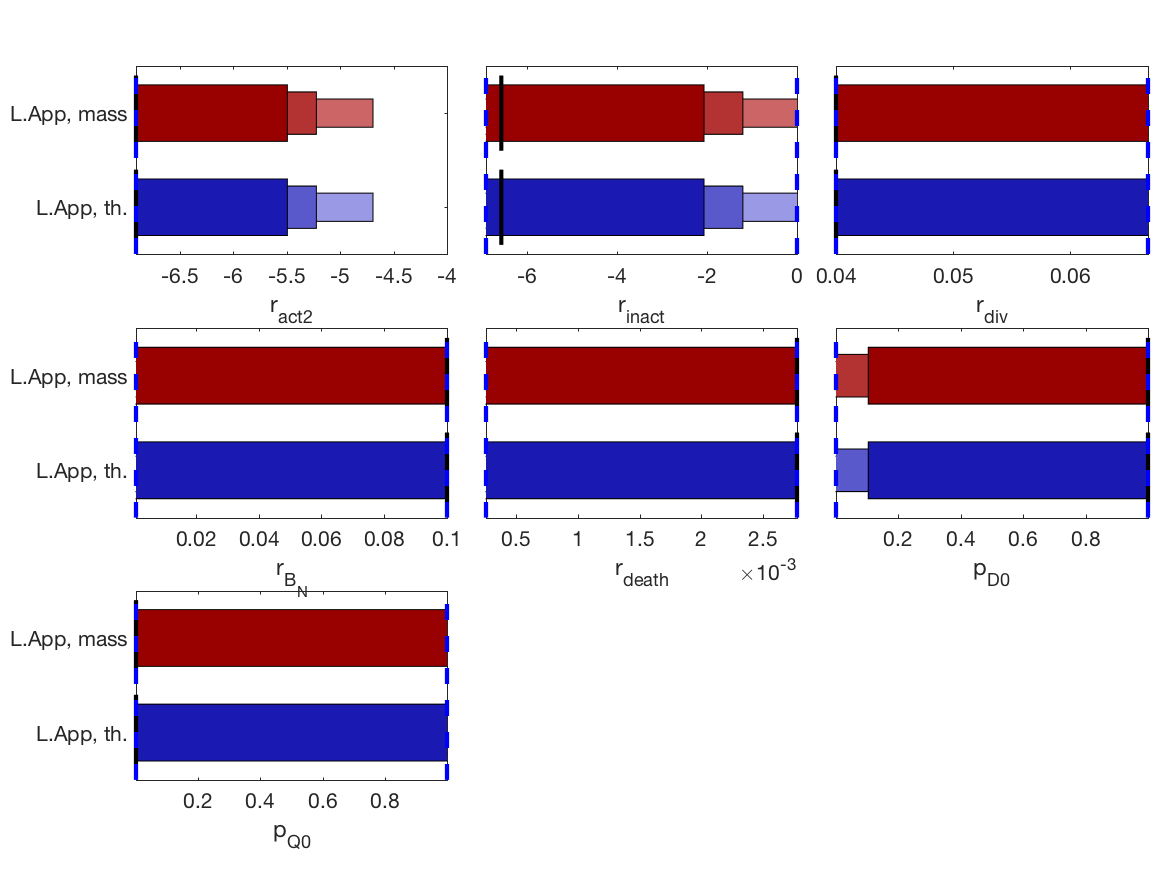 L.App, mass
L.App, th.
-6.5 -6 -5.5 -5 -4.5 -4
r_act2
-6 -4 -2 0
r_inact
0.04 0.05 0.06
r_div
L.App, mass
L.App, th.
0.02 0.04 0.06 0.08 0.1
r_B_N
0.5 1 1.5 2 2.5
×10^-3
r_death
0.2 0.4 0.6 0.8
p_D0
L.App, mass
L.App, th.
0.2 0.4 0.6 0.8
p_Q0